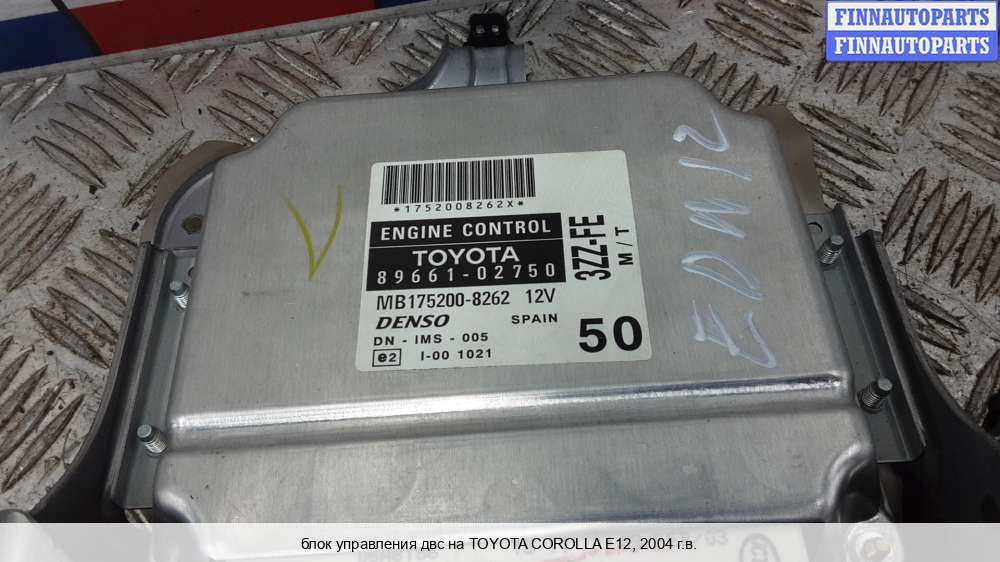 FINNAUTOPARTS
FINNAUTOPARTS
EDN12
*1752008262X*
ENGINE CONTROL
TOYOTA
89661-02750
3ZZ-FE
M/T
MB175200-8262 12V
DENSO SPAIN
DN - IMS - 005
50
e2 I-00 1021
блок управления двс на TOYOTA COROLLA E12, 2004 г.в.